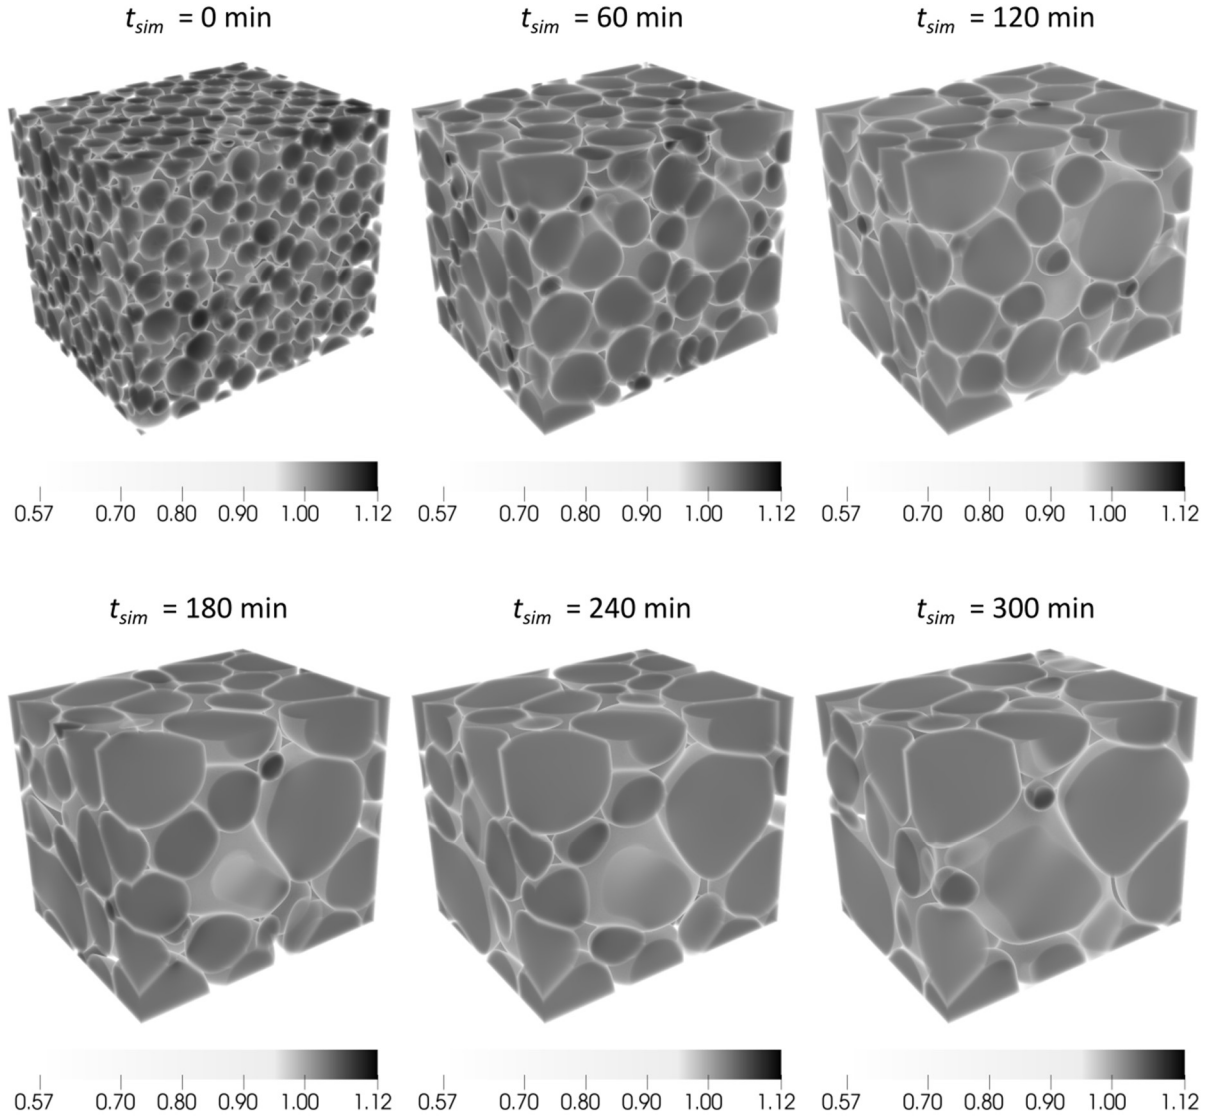 t_sim = 0 min
t_sim = 60 min
t_sim = 120 min
0.57 0.70 0.80 0.90 1.00 1.12
0.57 0.70 0.80 0.90 1.00 1.12
0.57 0.70 0.80 0.90 1.00 1.12
t_sim = 180 min
t_sim = 240 min
t_sim = 300 min
0.57 0.70 0.80 0.90 1.00 1.12
0.57 0.70 0.80 0.90 1.00 1.12
0.57 0.70 0.80 0.90 1.00 1.12